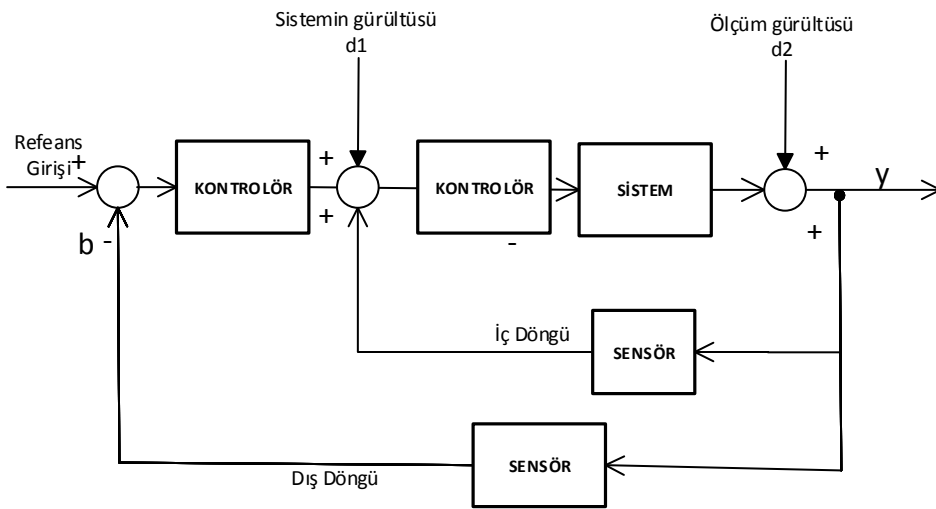 Sistemin gürültüsü
d1
Ölçüm gürültüsü
d2
Refeans
Girişi
+
KONTROLÖR
+
+
KONTROLÖR
-
SİSTEM
+
y
+
b
-
İç Döngü
SENSÖR
SENSÖR
Dış Döngü